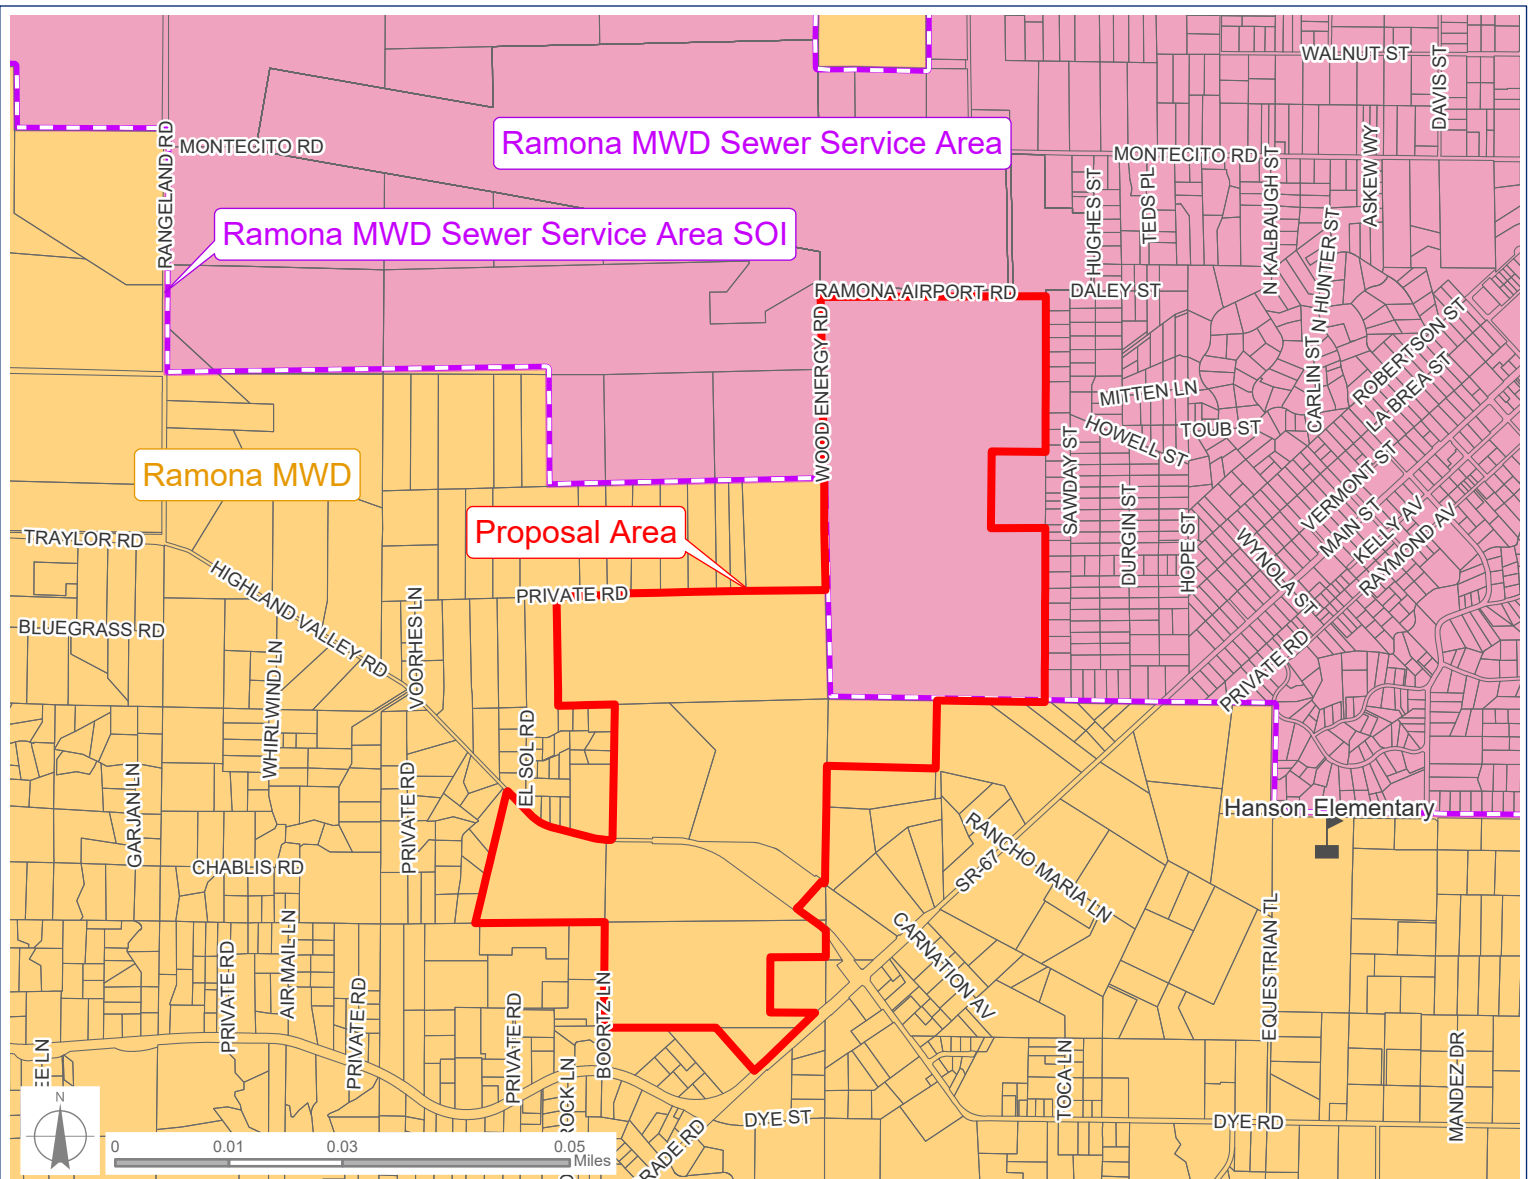 WALNUT ST
DAVIS ST
MONTECITO RD
RANGELAND RD
Ramona MWD Sewer Service Area
MONTECITO RD
ASKEW WY
N KALBAUGH ST
TEDS PL
HUGHES ST
N HUNTER ST
Ramona MWD Sewer Service Area SOI
RAMONA AIRPORT RD
DALEY ST
WOOD ENERGY RD
ROBERTSON ST
CARLIN ST
LA BREA ST
MITTEN LN
HOWELL ST
TOUB ST
SAWDAY ST
Ramona MWD
VERMONT ST
MAIN ST
KELLY AV
RAYMOND AV
DURGIN ST
HOPE ST
WYNOLA ST
Proposal Area
TRAYLOR RD
HIGHLAND VALLEY RD
PRIVATE RD
BLUEGRASS RD
VOORHES LN
WHIRLWIND LN
PRIVATE RD
EL SOL RD
GARJAN LN
PRIVATE RD
Hanson Elementary
RANCHO MARIA LN
SR-67
CHABLIS RD
CARNATION AV
EQUESTRIAN TL
AIR MAIL LN
PRIVATE RD
PRIVATE RD
PRIVATE RD
BOORTZ LN
EE LN
ROCK LN
TOCA LN
MANDEZ DR
DYE ST
DYE RD
RADE RD
N
0
0.01
0.03
0.05
Miles